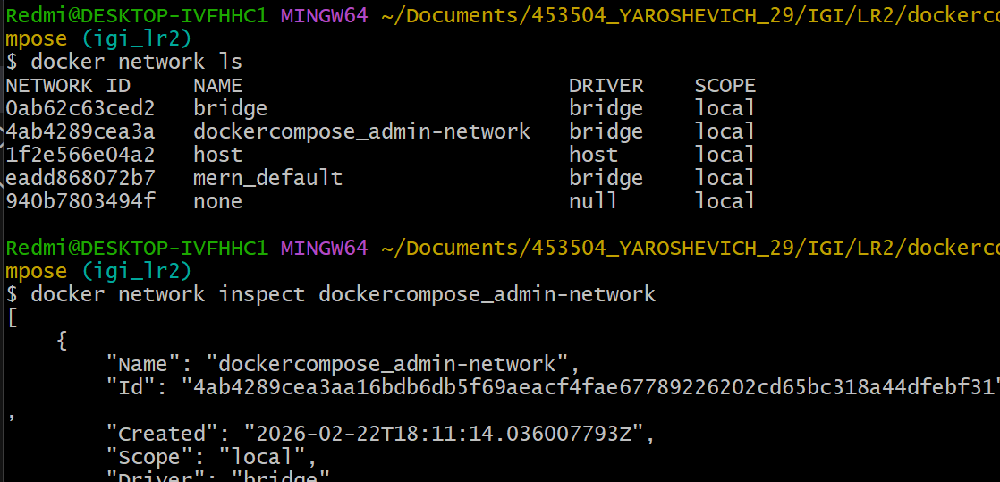 Redmi@DESKTOP-IVFHHC1 MINGW64 ~/Documents/453504_YAROSHEVICH_29/IGI/LR2/dockerco
mpose (igi_lr2)
$ docker network ls
NETWORK ID NAME DRIVER SCOPE
0ab62c63ced2 bridge bridge local
4ab4289cea3a dockercompose_admin-network bridge local
1f2e566e04a2 host host local
eadd868072b7 mern_default bridge local
940b7803494f none null local
Redmi@DESKTOP-IVFHHC1 MINGW64 ~/Documents/453504_YAROSHEVICH_29/IGI/LR2/dockerco
mpose (igi_lr2)
$ docker network inspect dockercompose_admin-network
[
{
"Name": "dockercompose_admin-network",
"Id": "4ab4289cea3aa16bdb6db5f69aeacf4fae67789226202cd65bc318a44dfebf31"
,
"Created": "2026-02-22T18:11:14.036007793Z",
"Scope": "local",
"Driver": "bridge"